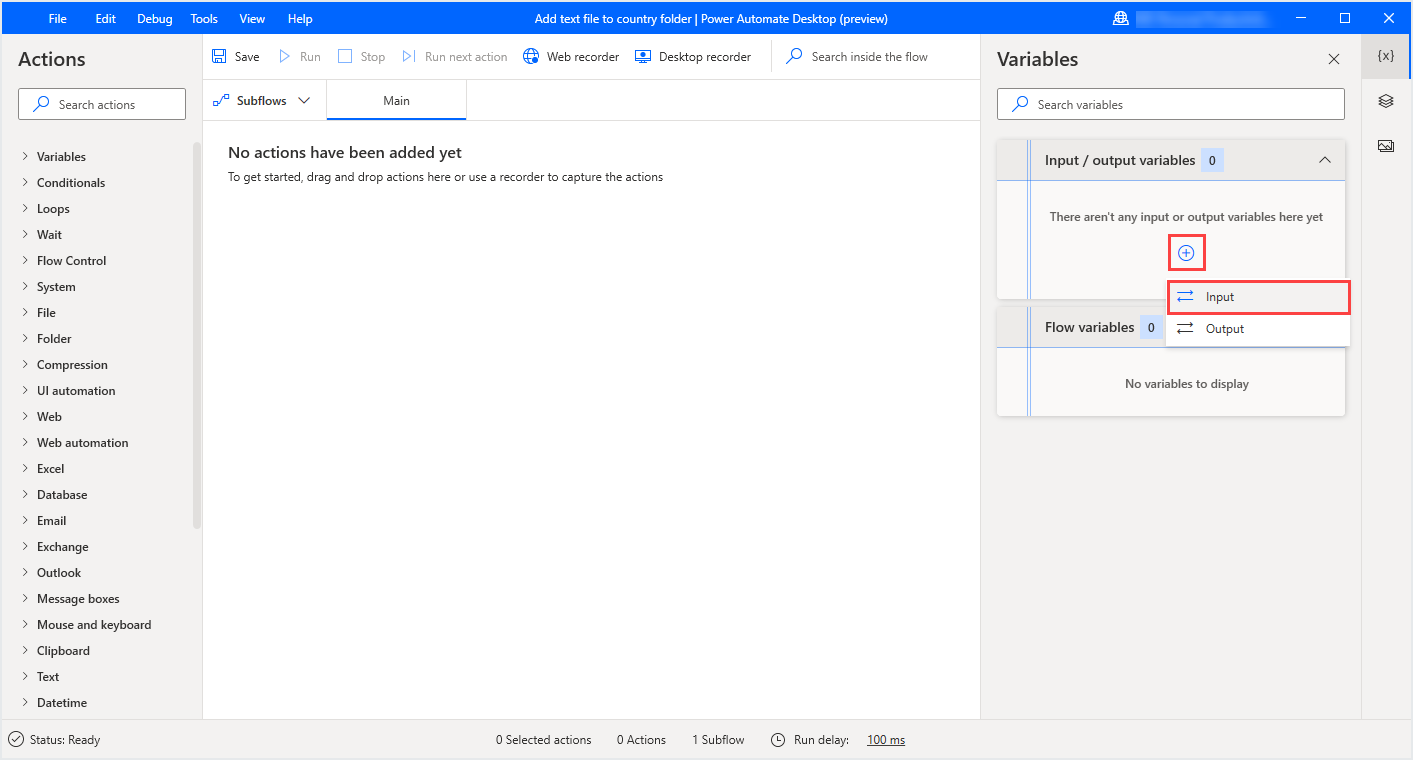 File Edit Debug Tools View Help
Add text file to country folder | Power Automate Desktop (preview)
Actions
Search actions
Variables
Conditionals
Loops
Wait
Flow Control
System
File
Folder
Compression
UI automation
Web
Web automation
Excel
Database
Email
Exchange
Outlook
Message boxes
Mouse and keyboard
Clipboard
Text
Datetime
Save Run Stop Run next action Web recorder Desktop recorder Search inside the flow
Subflows Main
No actions have been added yet
To get started, drag and drop actions here or use a recorder to capture the actions
Variables
{x}
Search variables
Input / output variables 0
There aren't any input or output variables here yet
Input
Output
Flow variables 0
No variables to display
Status: Ready 0 Selected actions 0 Actions 1 Subflow Run delay: 100 ms